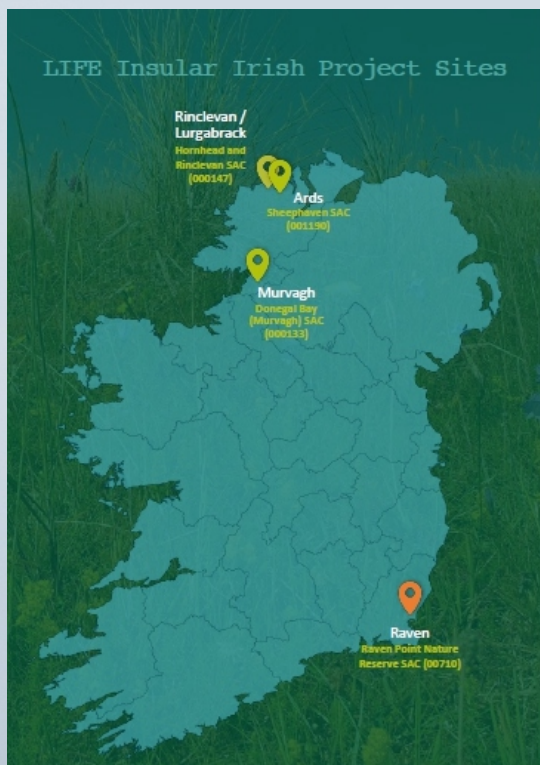 LIFE Insular Irish Project Sites
Rinclevan /
Lurgabrack
Hornhead and
Rinclevan SAC
(000147)
Ards
Sheephaven SAC
(001190)
Murvagh
Donegal Bay
(Murvagh) SAC
(000133)
Raven
Raven Point Nature
Reserve SAC (00710)